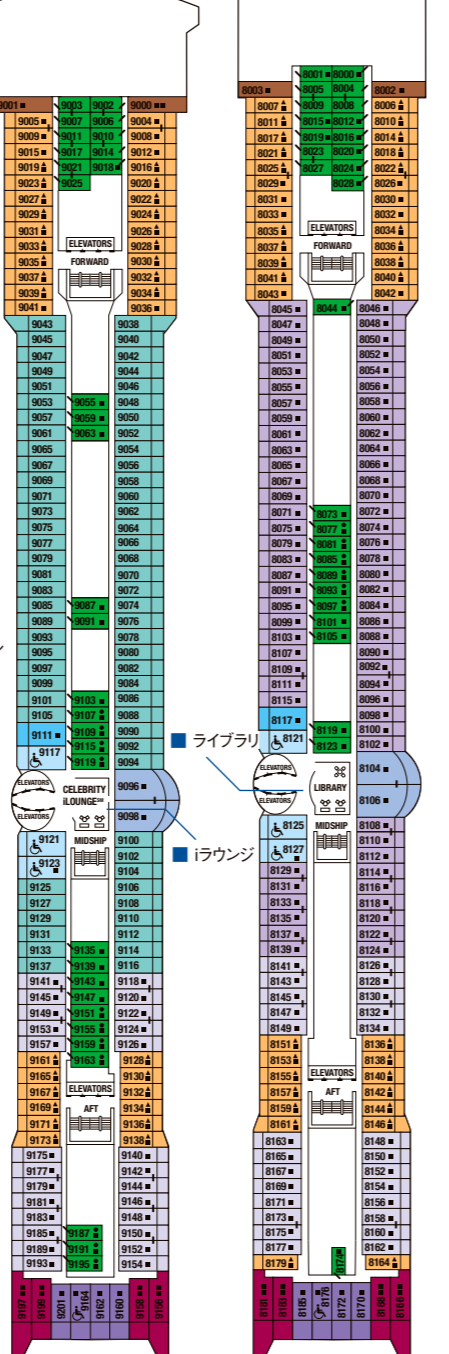 9001 9003 9002 9000
9005 9007 9006 9004
9009 9011 9010 9008
9015 9017 9014 9012
9019 9021 9018 9016
9023 9025 9020
9027 9022
9029 9024
9031 9026
9033 ELEVATORS 9028
9035 FORWARD 9030
9037 9032
9039 9034
9041 9036
9043 9038
9045 9040
9047 9042
9049 9044
9051 9046
9053 9055 9048
9057 9059 9050
9061 9063 9052
9065 9054
9067 9056
9069 9058
9071 9060
9073 9062
9075 9064
9077 9066
9079 9068
9081 9070
9083 9072
9085 9087 9074
9089 9091 9076
9093 9078
9095 9080
9097 9082
9099 9084
9101 9103 9086
9105 9107 9088
9111 9109 9090
9115 9092
9117 9119 9094
ELEVATORS
CELEBRITY
iLOUNGE℠
9096
ELEVATORS
9098
MIDSHIP
9121 9100
9102
9123 9104
9125 9106
9127 9108
9129 9110
9131 9112
9133 9135 9114
9137 9139 9116
9141 9143 9118
9145 9147 9120
9149 9151 9122
9153 9155 9124
9157 9159 9126
9161 9163 9128
9165 ELEVATORS 9130
9167 9132
9169 AFT 9134
9171 9136
9173 9138
9175 9140
9177 9142
9179 9144
9181 9146
9183 9148
9185 9187 9150
9189 9191 9152
9193 9195 9154
9197 9199 9201 9164 9162 9160 9158 9156
ライブラリ
iラウンジ
8001 8000
8003 8005 8004 8002
8007 8009 8008 8006
8011 8015 8012 8010
8017 8019 8016 8014
8021 8023 8020 8018
8025 8027 8024 8022
8029 8028 8026
8031 8030
8033 8032
8035 ELEVATORS 8034
8037 FORWARD 8036
8039 8038
8041 8040
8043 8042
8045 8044 8046
8047 8048
8049 8050
8051 8052
8053 8054
8055 8056
8057 8058
8059 8060
8061 8062
8063 8064
8065 8066
8067 8068
8069 8070
8071 8073 8072
8075 8077 8074
8079 8081 8076
8083 8085 8078
8087 8089 8080
8091 8093 8082
8095 8097 8084
8099 8101 8086
8103 8105 8088
8107 8090
8109 8092
8111 8094
8115 8096
8117 8098
8119 8100
8121 8123 8102
ELEVATORS
8104
LIBRARY
ELEVATORS
8106
MIDSHIP
8125 8108
8110
8127 8112
8129 8114
8131 8116
8133 8118
8135 8120
8137 8122
8139 8124
8141 8126
8143 8128
8145 8130
8147 8132
8149 8134
8151 8136
8153 8138
8155 ELEVATORS 8140
8157 AFT 8142
8159 8144
8161 8146
8163 8148
8165 8150
8167 8152
8169 8154
8171 8156
8173 8158
8175 8160
8177 8162
8179 8174 8164
8181 8183 8185 8176 8172 8170 8168 8166